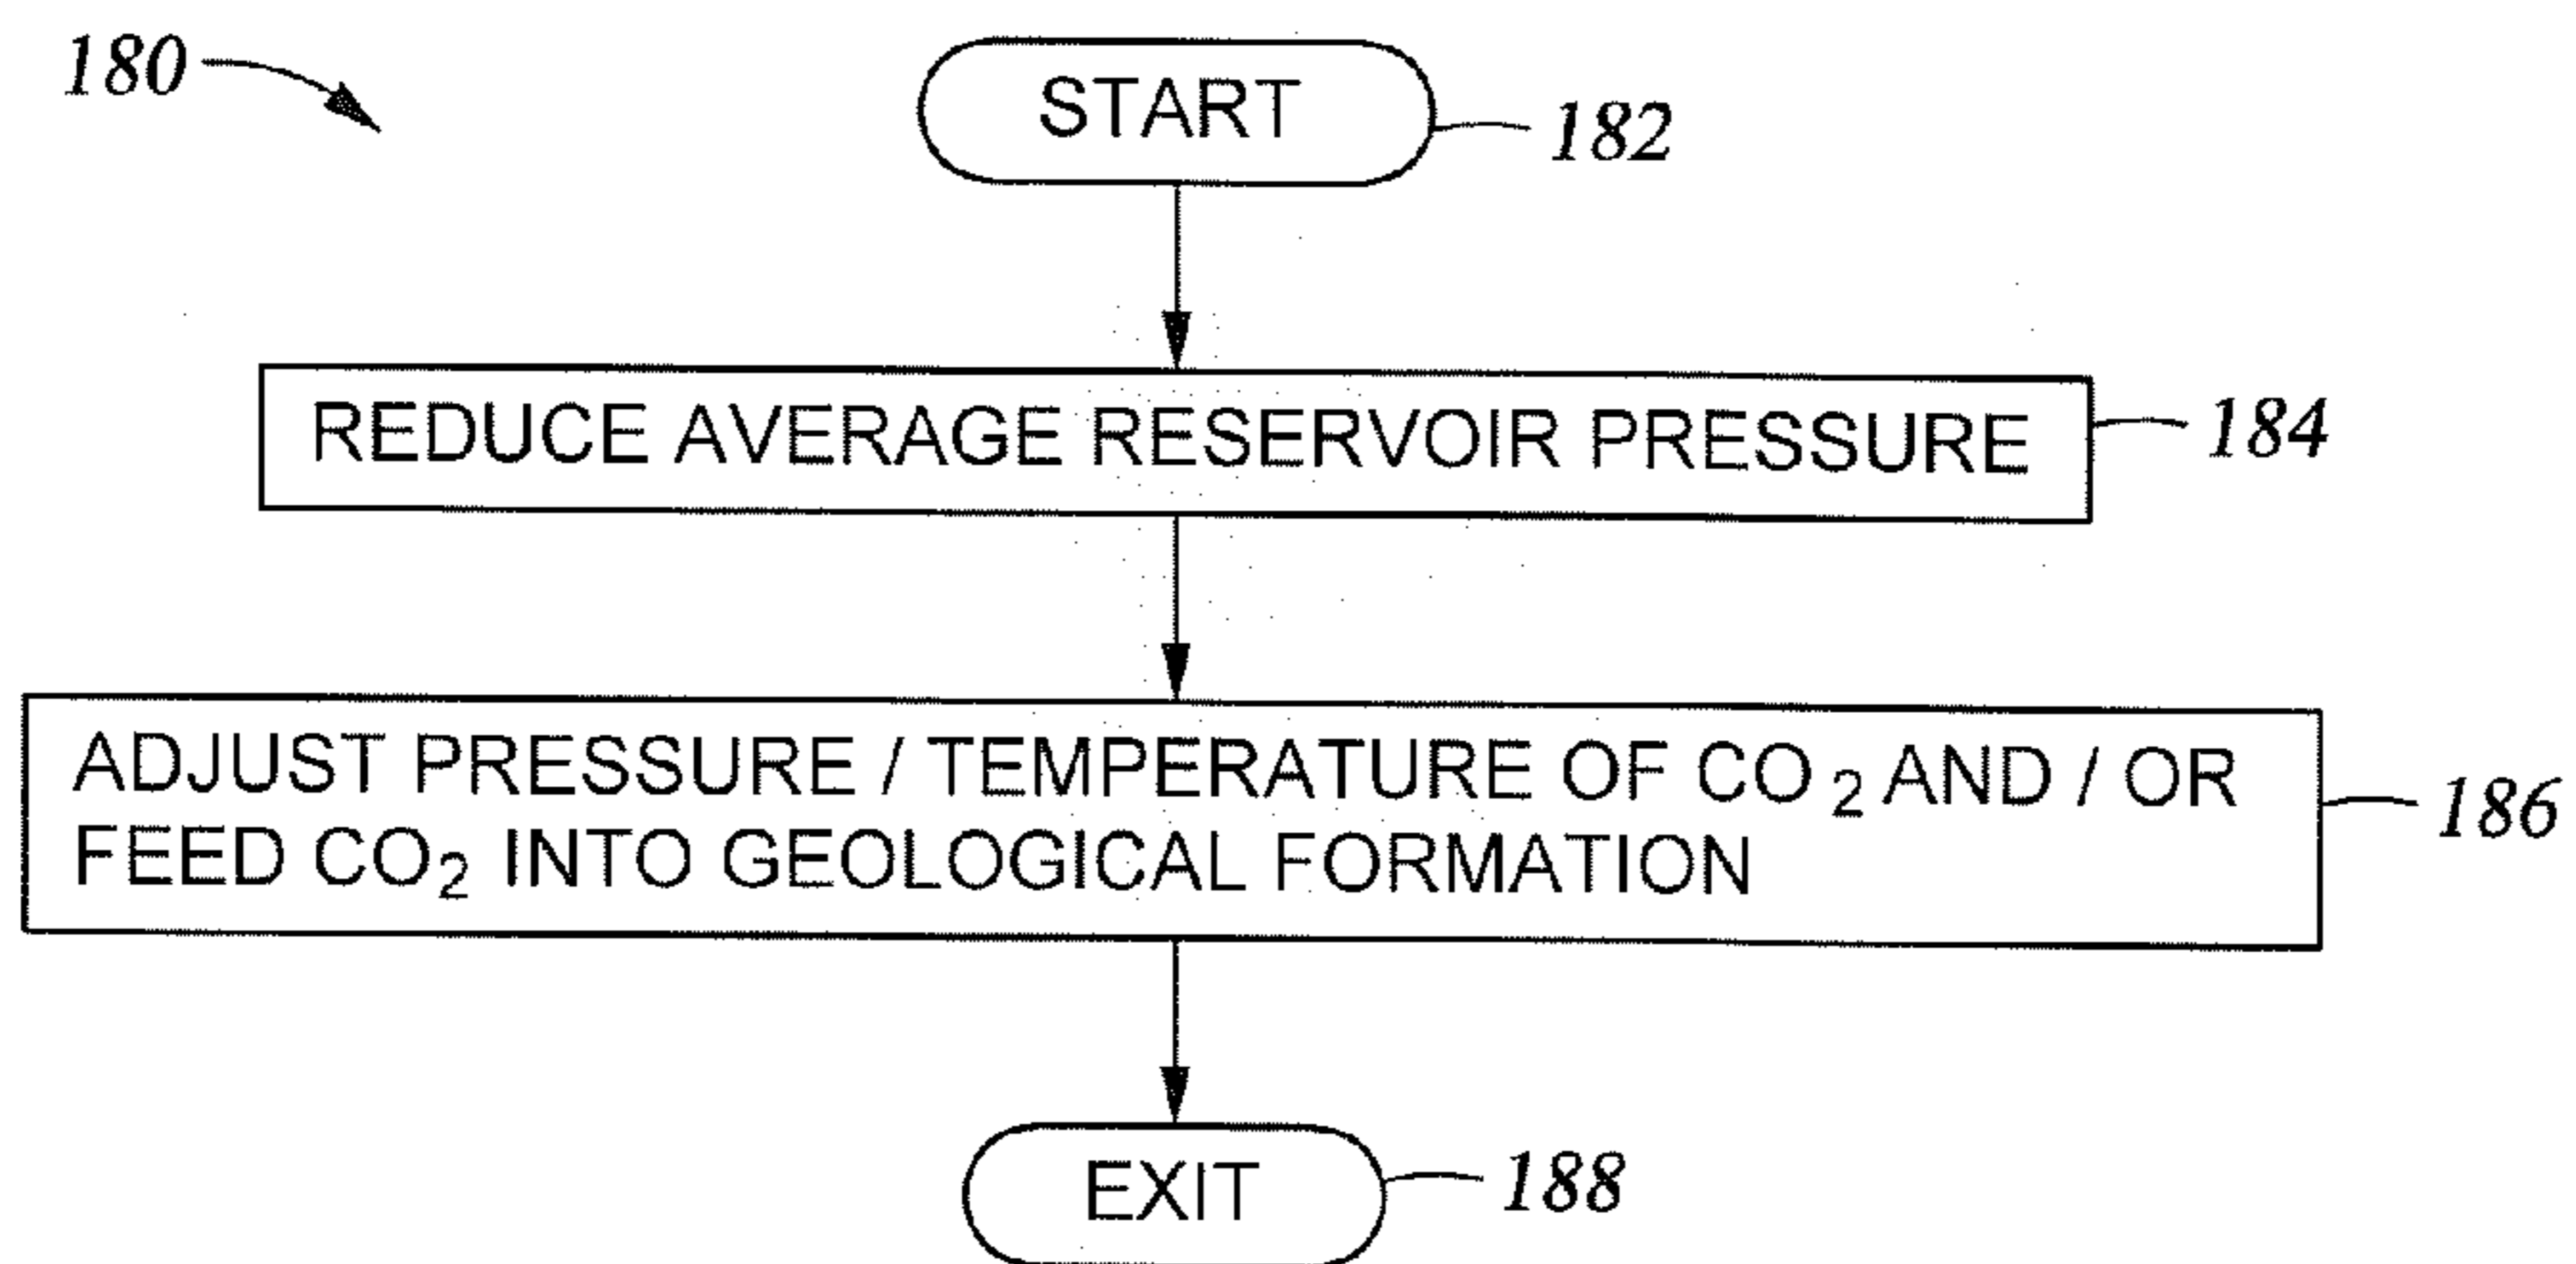 180
START
182
REDUCE AVERAGE RESERVOIR PRESSURE
184
ADJUST PRESSURE / TEMPERATURE OF CO₂ AND / OR
FEED CO₂ INTO GEOLOGICAL FORMATION
186
EXIT
188